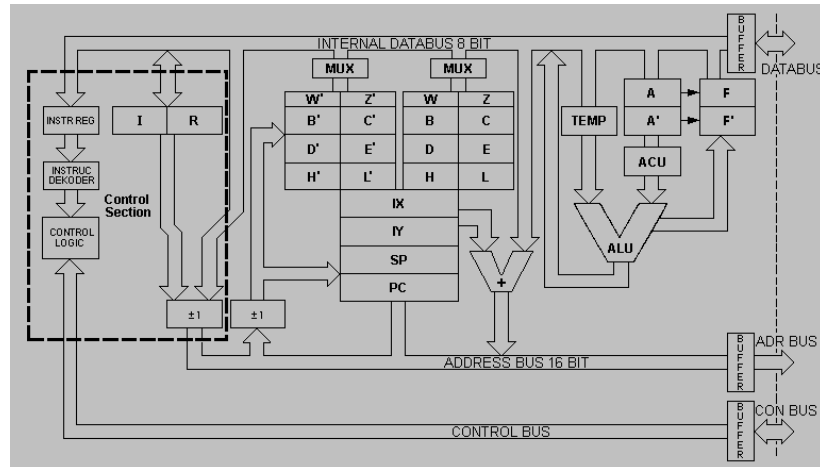 INTERNAL DATABUS 8 BIT
BUFFER
DATABUS
MUX
MUX
W' Z' W Z
B' C' B C
D' E' D E
H' L' H L
IX
IY
SP
PC
INSTR REG
I R
INSTRUC
DEKODER
Control
Section
CONTROL
LOGIC
±1
±1
+
TEMP
A F
A' F'
ACU
ALU
ADR BUS
BUFFER
ADDRESS BUS 16 BIT
CON BUS
BUFFER
CONTROL BUS